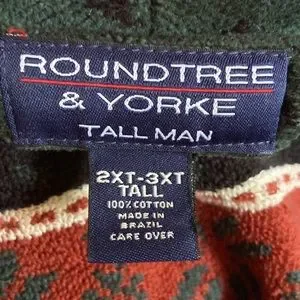 ROUNDTREE
& YORKE
TALL MAN
2XT-3XT
TALL
100% COTTON
MADE IN
BRAZIL
CARE OVER